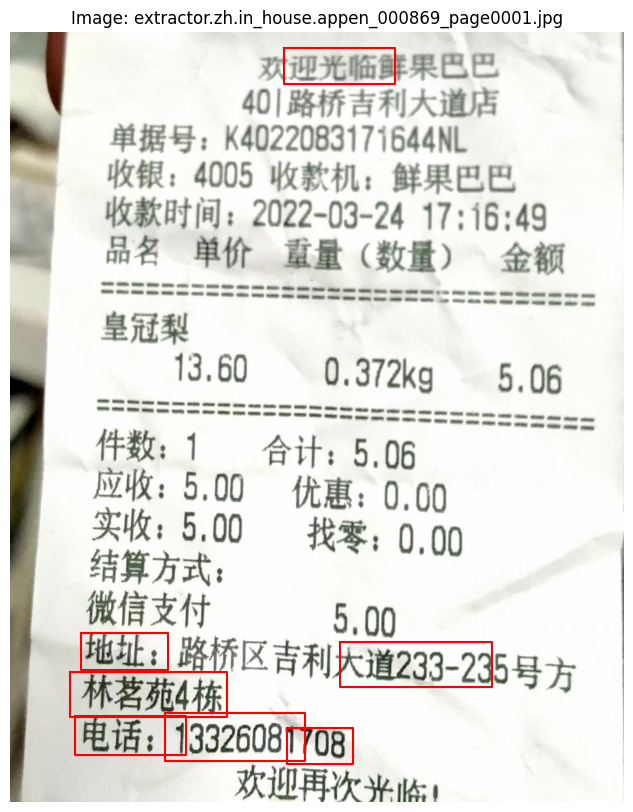 Image: extractor.zh.in_house.appen_000869_page0001.jpg
欢迎光临鲜果巴巴
40|路桥吉利大道店
单据号：K4022083171644NL
收银：4005 收款机：鲜果巴巴
收款时间：2022-03-24 17:16:49
品名 单价 重量（数量） 金额
=================================
皇冠梨
13.60 0.372kg 5.06
=================================
件数：1 合计：5.06
应收：5.00 优惠：0.00
实收：5.00 找零：0.00
结算方式：
微信支付 5.00
地址：路桥区吉利大道233-235号方
林茗苑4栋
电话：13326081708
欢迎再次光临！